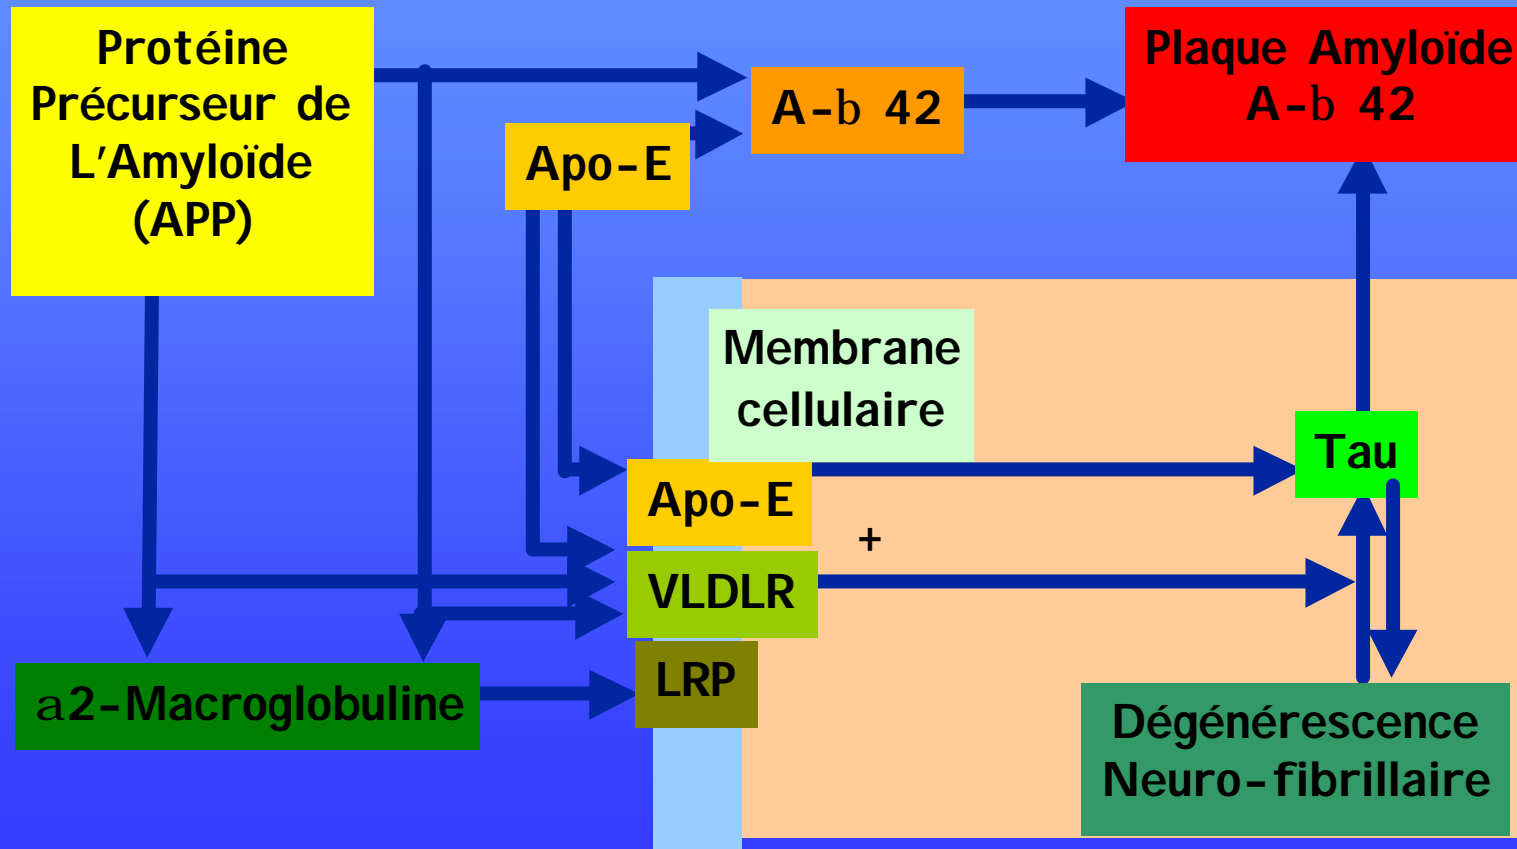 Protéine
Précurseur de
L'Amyloïde
(APP)
Apo-E
A-b 42
Plaque Amyloïde
A-b 42
Membrane
cellulaire
Apo-E
+
VLDLR
LRP
Tau
a2-Macroglobuline
Dégénérescence
Neuro-fibrillaire